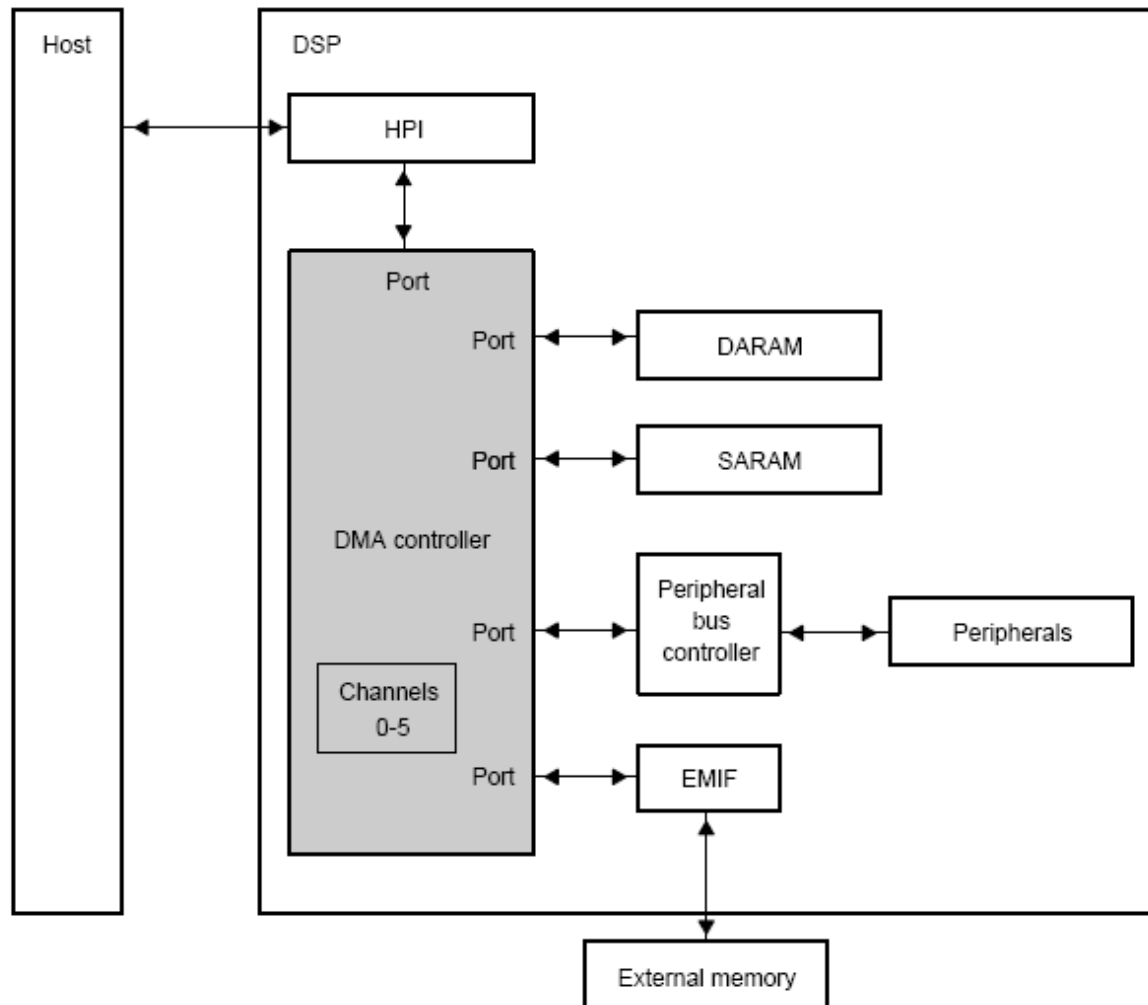 Host
DSP
HPI
Port
Port
DARAM
Port
SARAM
DMA controller
Peripheral
bus
controller
Port
Peripherals
Channels
0-5
Port
EMIF
External memory